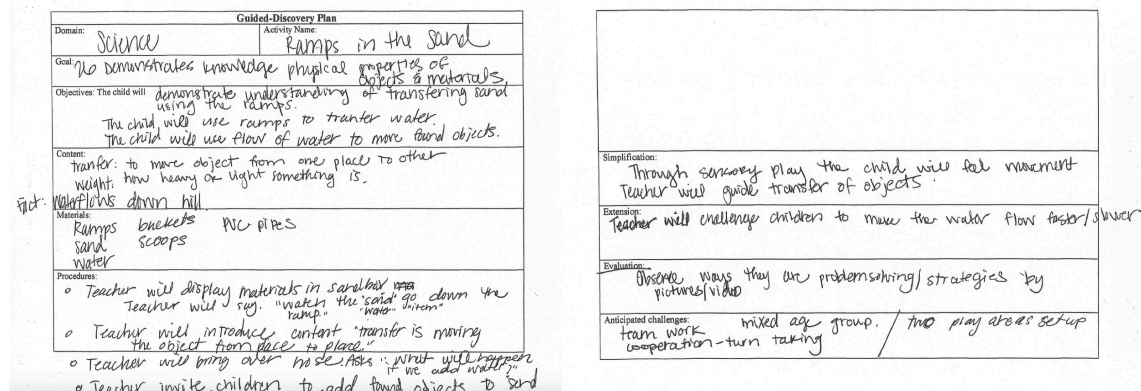 Guided-Discovery Plan
Domain: Science
Activity Name: Ramps in the Sand
Goal: 26 Demonstrates knowledge physical properties of
objects & materials.
Objectives: The child will demonstrate understanding of transfering sand
using the ramps.
The child will use ramps to tranfer water.
The child will use flow of water to move found objects.
Content:
tranfer: to move object from one place to other
weight: how heavy or light something is.
Fact: Waterflows down hill
Materials:
Ramps buckets PVC pipes
sand scoops
water
Procedures:
Teacher will display materials in sandbox
Teacher will say. "watch the "sand" go down the
ramp." "water" "item"
Teacher will introduce contant "transfer is moving
the object from place to place."
Teacher will bring over hose. Asks "what will happen
if we add water?"
Teacher invite children to add found objects to send
Simplification:
Through sensory play the child will feel movement
Teacher will guide transfer of objects.
Extension:
Teacher will challenge children to make the water flow faster/slower
Evaluation:
Observe ways they are problemsolving/strategies by
pictures/video
Anticipated challenges:
team work mixed age group. / two play areas setup
cooperation-turn taking